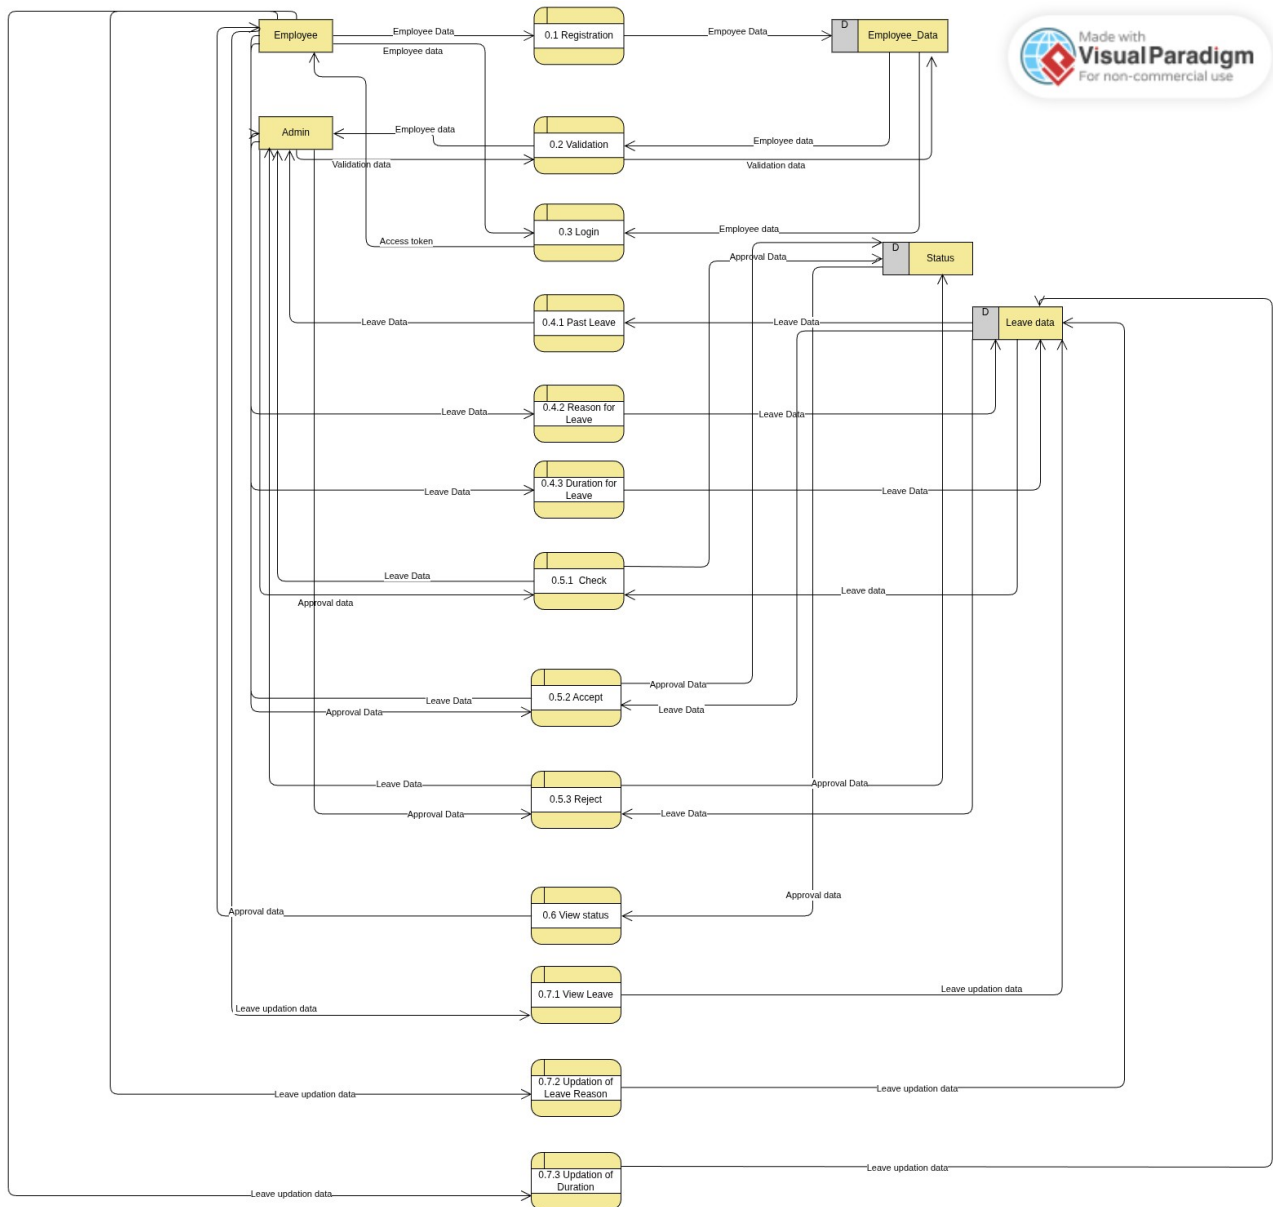 Employee
Employee Data
0.1 Registration
Empoyee Data
D
Employee_Data
Made with
Visual Paradigm
For non-commercial use
Employee data
Admin
Employee data
0.2 Validation
Employee data
Validation data
Validation data
0.3 Login
Employee data
Access token
D
Status
Approval Data
Leave Data
0.4.1 Past Leave
Leave Data
D
Leave data
Leave Data
0.4.2 Reason for
Leave
Leave Data
Leave Data
0.4.3 Duration for
Leave
Leave Data
Leave Data
0.5.1 Check
Leave data
Approval data
Leave Data
0.5.2 Accept
Approval Data
Approval Data
Leave Data
Leave Data
0.5.3 Reject
Approval Data
Approval Data
Leave Data
Approval data
0.6 View status
Approval data
Leave updation data
0.7.1 View Leave
Leave updation data
Leave updation data
0.7.2 Updation of
Leave Reason
Leave updation data
Leave updation data
0.7.3 Updation of
Duration
Leave updation data